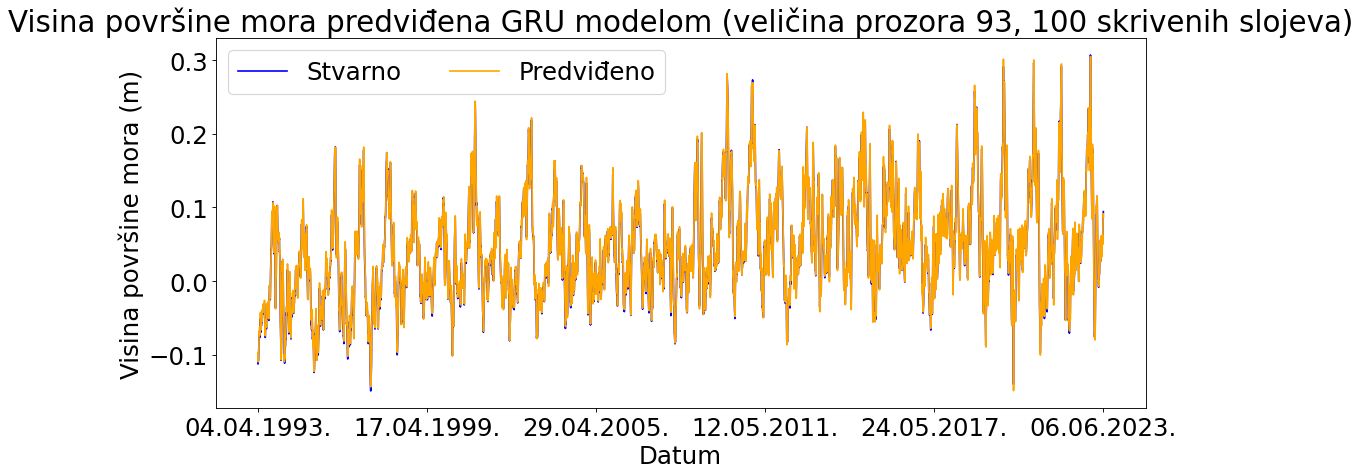 Visina površine mora predviđena GRU modelom (veličina prozora 93, 100 skrivenih slojeva)
Stvarno
Predviđeno
Visina površine mora (m)
0.3
0.2
0.1
0.0
−0.1
04.04.1993.
17.04.1999.
29.04.2005.
12.05.2011.
24.05.2017.
06.06.2023.
Datum